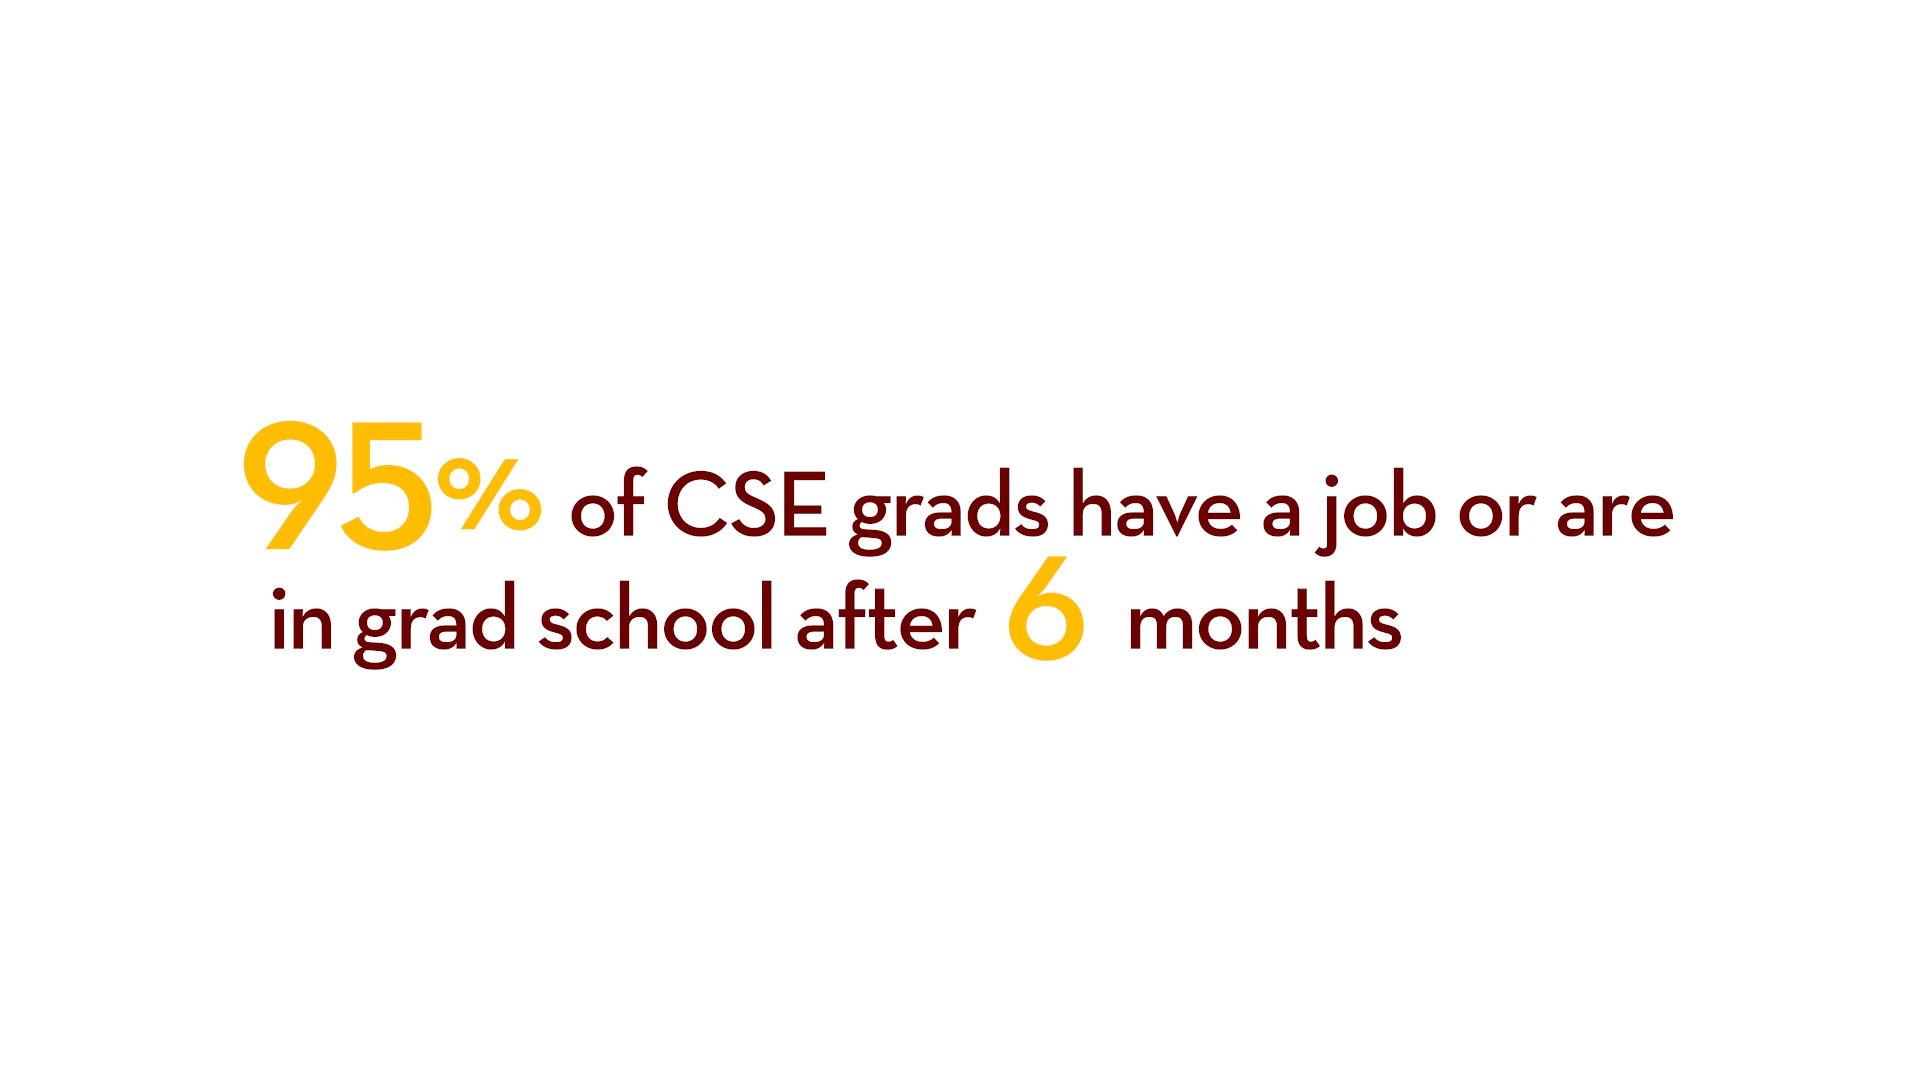 95% of CSE grads have a job or are
in grad school after 6 months